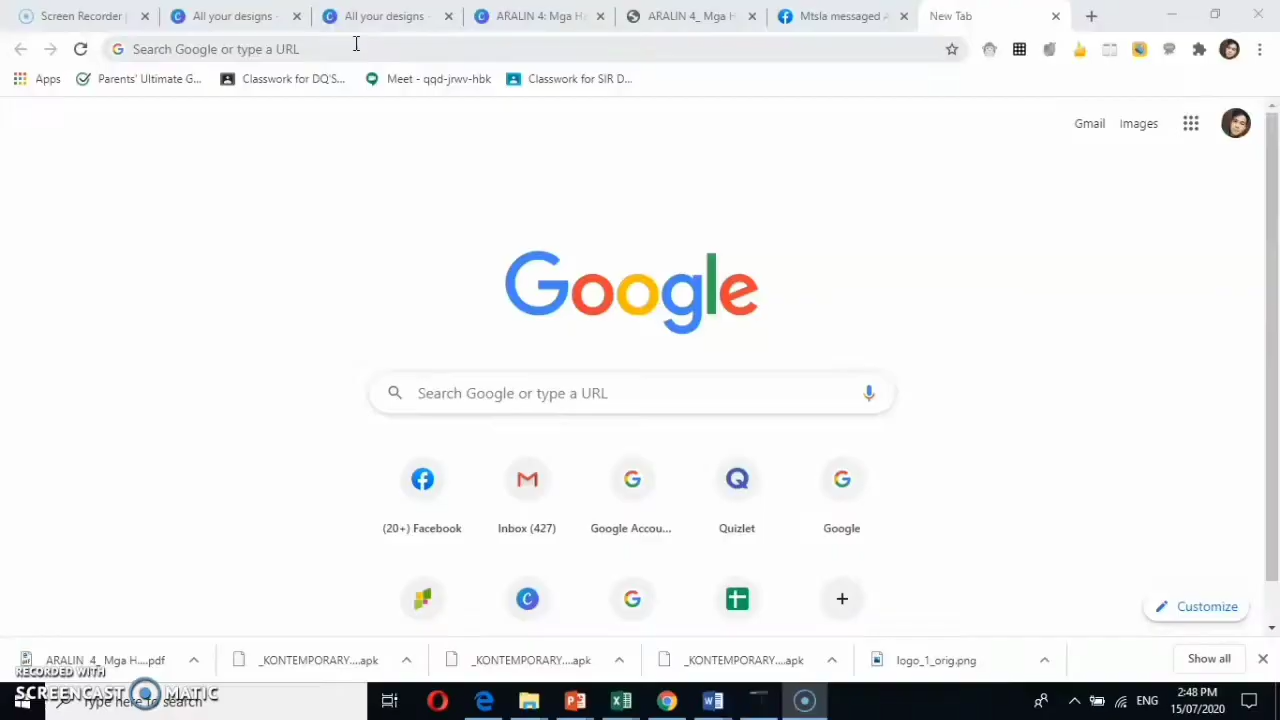 Screen Recorder
All your designs -
All your designs -
ARALIN 4: Mga H
ARALIN 4_ Mga H
Mtsla messaged
New Tab
Search Google or type a URL
Apps
Parents' Ultimate G...
Classwork for DQ'S...
Meet - qqd-jrwv-hbk
Classwork for SIR D...
Gmail
Images
Google
Search Google or type a URL
(20+) Facebook
Inbox (427)
Google Accou...
Quizlet
Google
Customize
ARALIN_4_ Mga H....pdf
_KONTEMPORARY....apk
_KONTEMPORARY....apk
_KONTEMPORARY....apk
logo_1_orig.png
Show all
RECORDED WITH
SCREENCAST MATIC
Type here to search
ENG
2:48 PM
15/07/2020